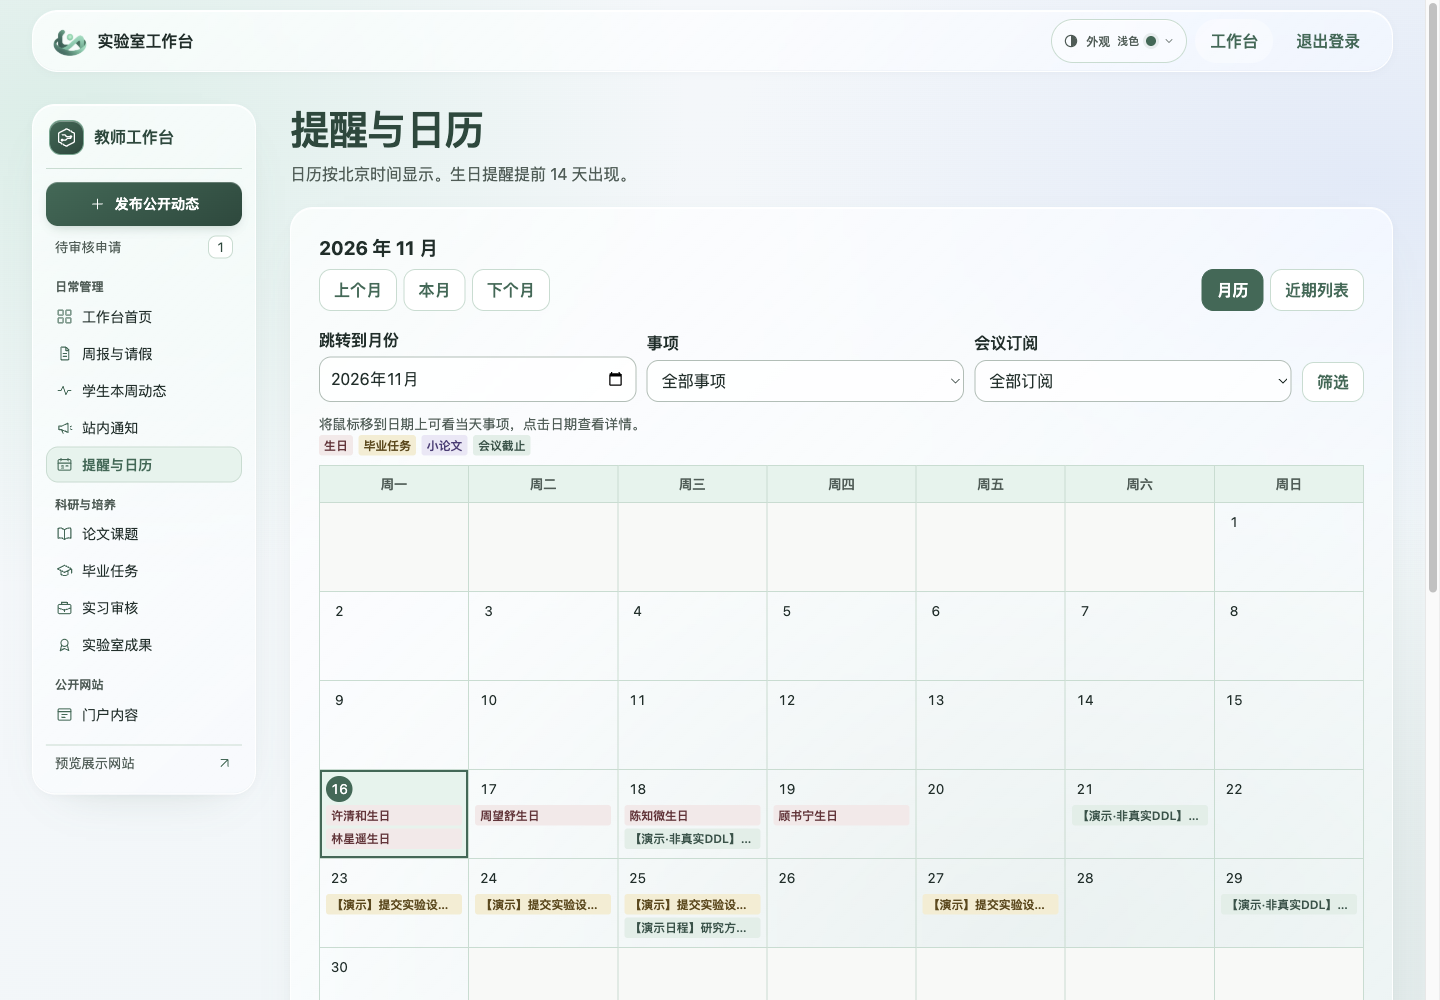 实验室工作台
外观 浅色
工作台
退出登录
教师工作台
发布公开动态
待审核申请 1
日常管理
工作台首页
周报与请假
学生本周动态
站内通知
提醒与日历
科研与培养
论文课题
毕业任务
实习审核
实验室成果
公开网站
门户内容
预览展示网站
提醒与日历
日历按北京时间显示。生日提醒提前 14 天出现。
2026 年 11 月
上个月 本月 下个月 月历 近期列表
跳转到月份 事项 会议订阅
2026年11月 全部事项 全部订阅 筛选
将鼠标移到日期上可看当天事项，点击日期查看详情。
生日 毕业任务 小论文 会议截止
周一 周二 周三 周四 周五 周六 周日
1
2 3 4 5 6 7 8
9 10 11 12 13 14 15
16 17 18 19 20 21 22
许清和生日 周望舒生日 陈知微生日 顾书宁生日 【演示·非真实DDL】...
林星遥生日 【演示·非真实DDL】...
23 24 25 26 27 28 29
【演示】提交实验设... 【演示】提交实验设... 【演示】提交实验设... 【演示】提交实验设... 【演示·非真实DDL】...
【演示日程】研究方...
30